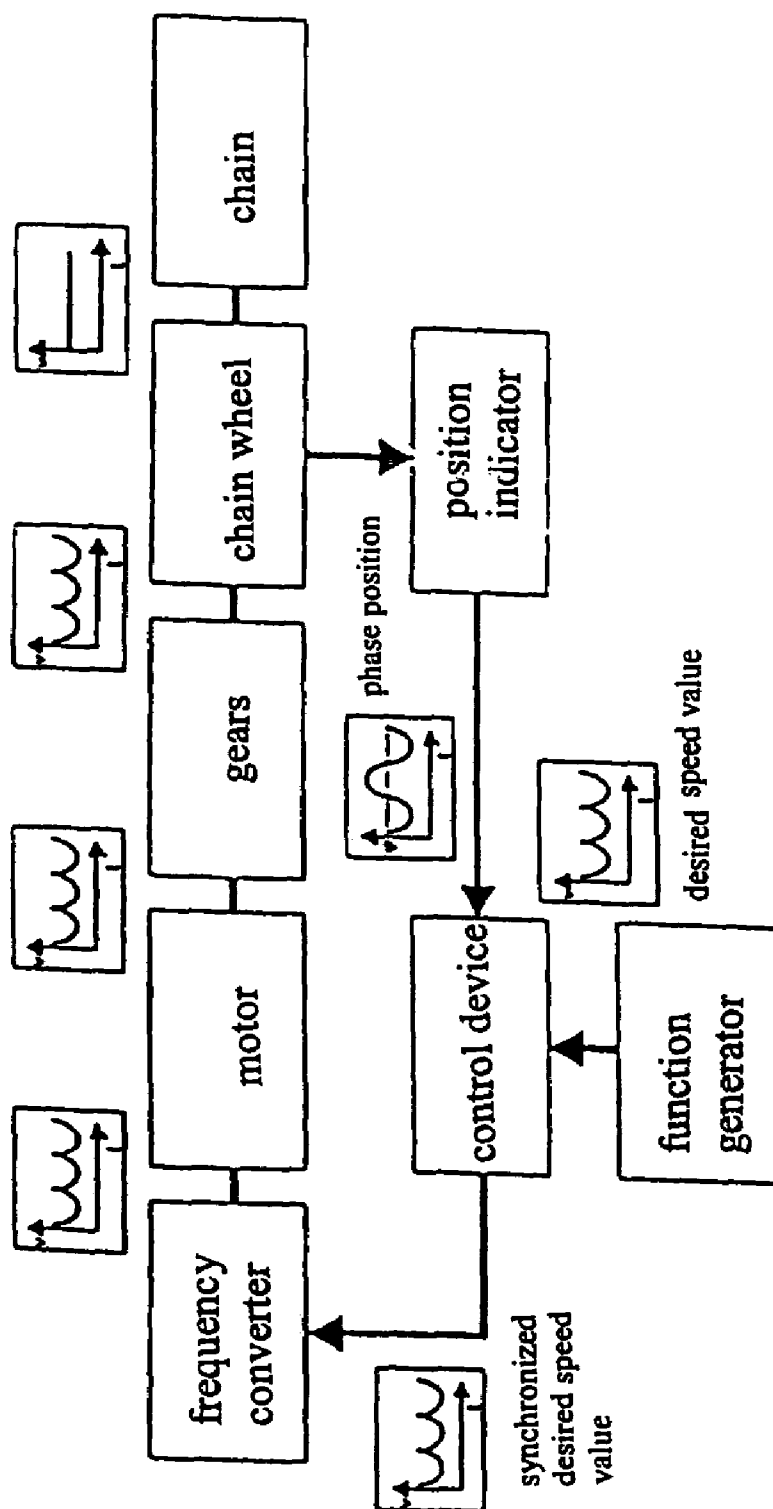 frequency
converter
motor
gears
chain wheel
chain
phase position
position
indicator
control device
synchronized
desired speed
value
function
generator
desired speed value